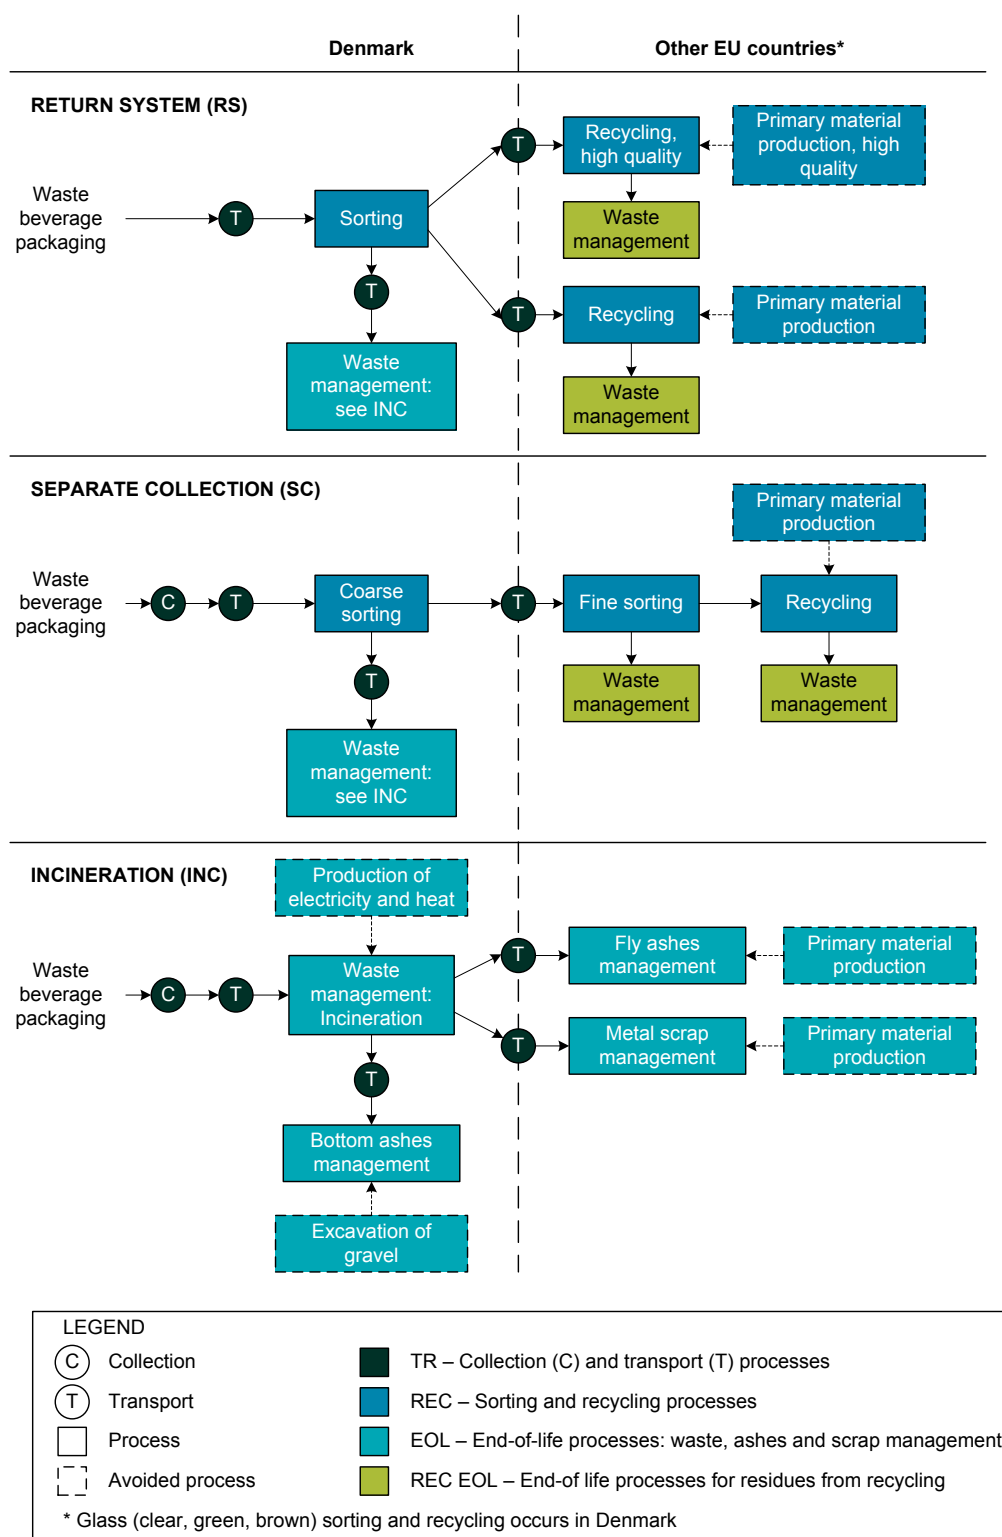 Denmark
Other EU countries*
RETURN SYSTEM (RS)
Waste
beverage
packaging
T
Sorting
T
Recycling,
high quality
Primary material
production, high
quality
Waste
management
T
T
Recycling
Primary material
production
Waste
management:
see INC
Waste
management
SEPARATE COLLECTION (SC)
Primary material
production
Waste
beverage
packaging
C
T
Coarse
sorting
T
Fine sorting
Recycling
T
Waste
management
Waste
management
Waste
management:
see INC
INCINERATION (INC)
Production of
electricity and heat
Waste
beverage
packaging
C
T
Waste
management:
Incineration
T
Fly ashes
management
Primary material
production
T
Metal scrap
management
Primary material
production
T
Bottom ashes
management
Excavation of
gravel
LEGEND
C Collection
TR – Collection (C) and transport (T) processes
T Transport
REC – Sorting and recycling processes
Process
EOL – End-of-life processes: waste, ashes and scrap management
Avoided process
REC EOL – End-of life processes for residues from recycling
* Glass (clear, green, brown) sorting and recycling occurs in Denmark